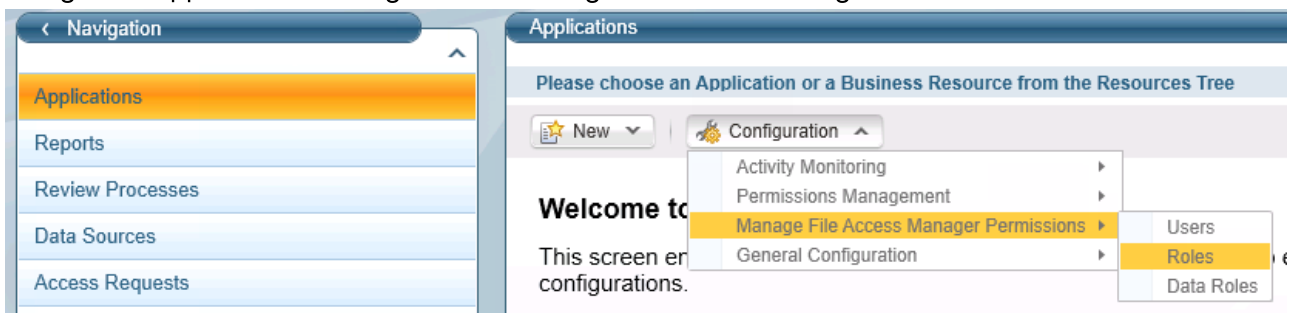 < Navigation
Applications
Reports
Review Processes
Data Sources
Access Requests
Applications
Please choose an Application or a Business Resource from the Resources Tree
New
Configuration
Activity Monitoring
Permissions Management
Manage File Access Manager Permissions
General Configuration
Users
Roles
Data Roles
Welcome to
This screen en
configurations.